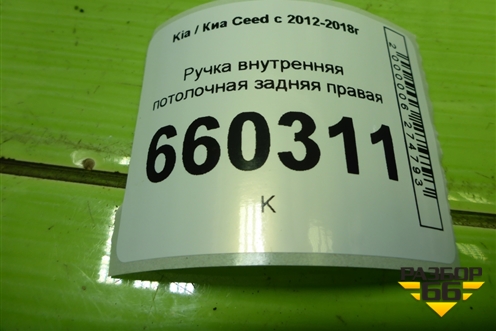 Kia / Киа Ceed с 2012-2018г
Ручка внутренняя
потолочная задняя правая
660311
К
2000006274793
РАЗБОР
66